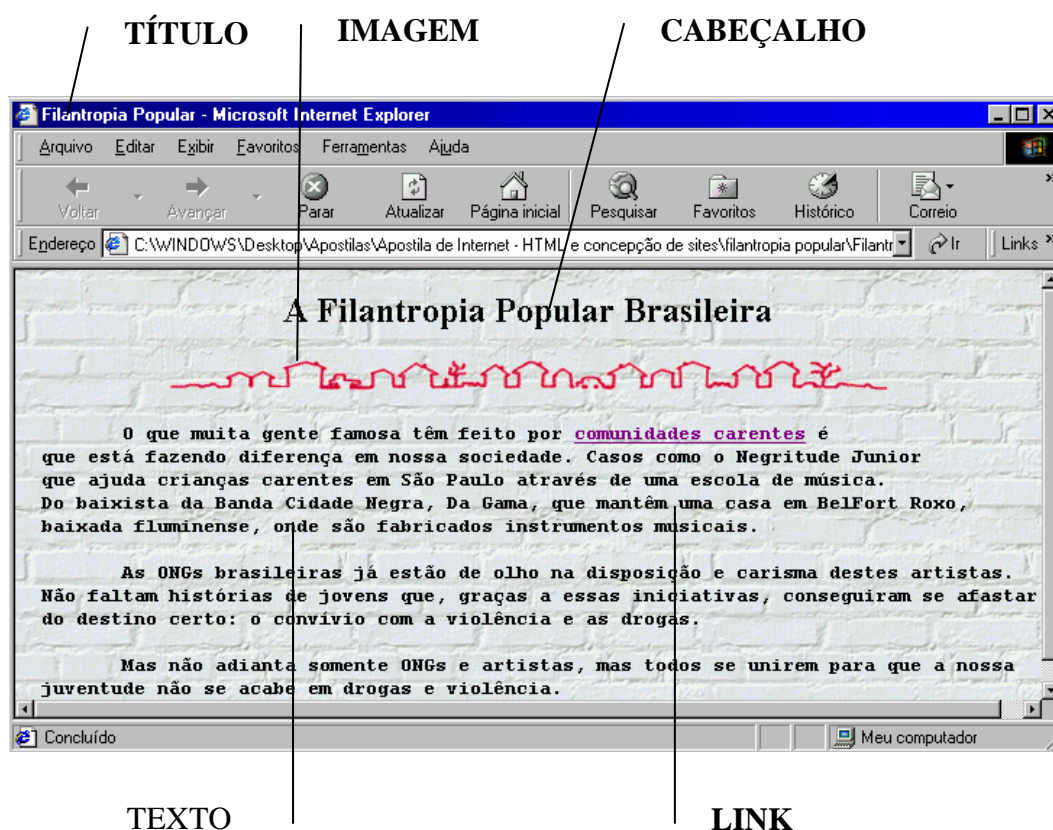 TÍTULO IMAGEM CABEÇALHO
Filantropia Popular - Microsoft Internet Explorer
Arquivo Editar Exibir Favoritos Ferramentas Ajuda
Voltar Avançar Parar Atualizar Página inicial Pesquisar Favoritos Histórico Correio »
Endereço C:\WINDOWS\Desktop\Apostilas\Apostila de Internet - HTML e concepção de sites\filantropia popular\Filantr Ir Links »
A Filantropia Popular Brasileira
O que muita gente famosa têm feito por comunidades carentes é
que está fazendo diferença em nossa sociedade. Casos como o Negritude Junior
que ajuda crianças carentes em São Paulo através de uma escola de música.
Do baixista da Banda Cidade Negra, Da Gama, que mantêm uma casa em BelFort Roxo,
baixada fluminense, onde são fabricados instrumentos musicais.
As ONGs brasileiras já estão de olho na disposição e carisma destes artistas.
Não faltam histórias de jovens que, graças a essas iniciativas, conseguiram se afastar
do destino certo: o convívio com a violência e as drogas.
Mas não adianta somente ONGs e artistas, mas todos se unirem para que a nossa
juventude não se acabe em drogas e violência.
Concluído Meu computador
TEXTO LINK